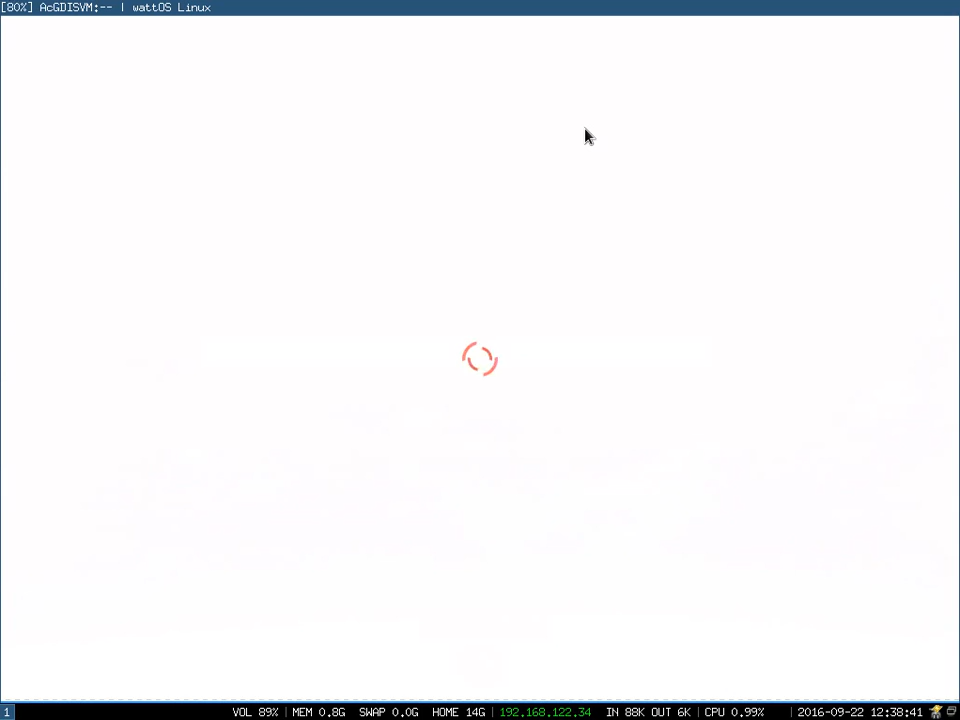 [80%] AcGDISVM:-- | wattOS Linux
1 VOL 89% | MEM 0.8G SWAP 0.0G HOME 14G | 192.168.122.34 IN 88K OUT 6K | CPU 0.99% | 2016-09-22 12:38:41